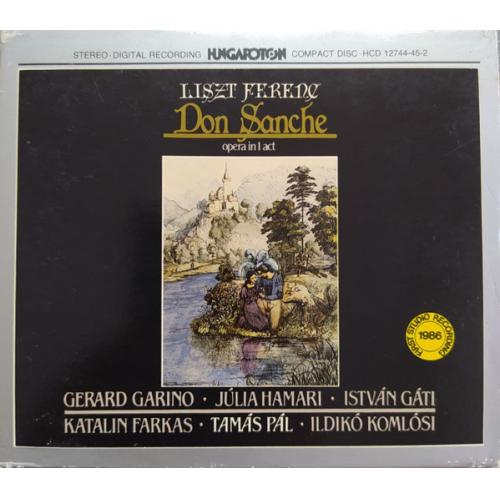 STEREO · DIGITAL RECORDING HUNGAROTON COMPACT DISC · HCD 12744-45-2
LISZT FERENC
Don Sanche
opera in 1 act
FIRST STUDIO RECORDING
1986
GERARD GARINO · JÚLIA HAMARI · ISTVÁN GÁTI
KATALIN FARKAS · TAMÁS PÁL · ILDIKÓ KOMLÓSI